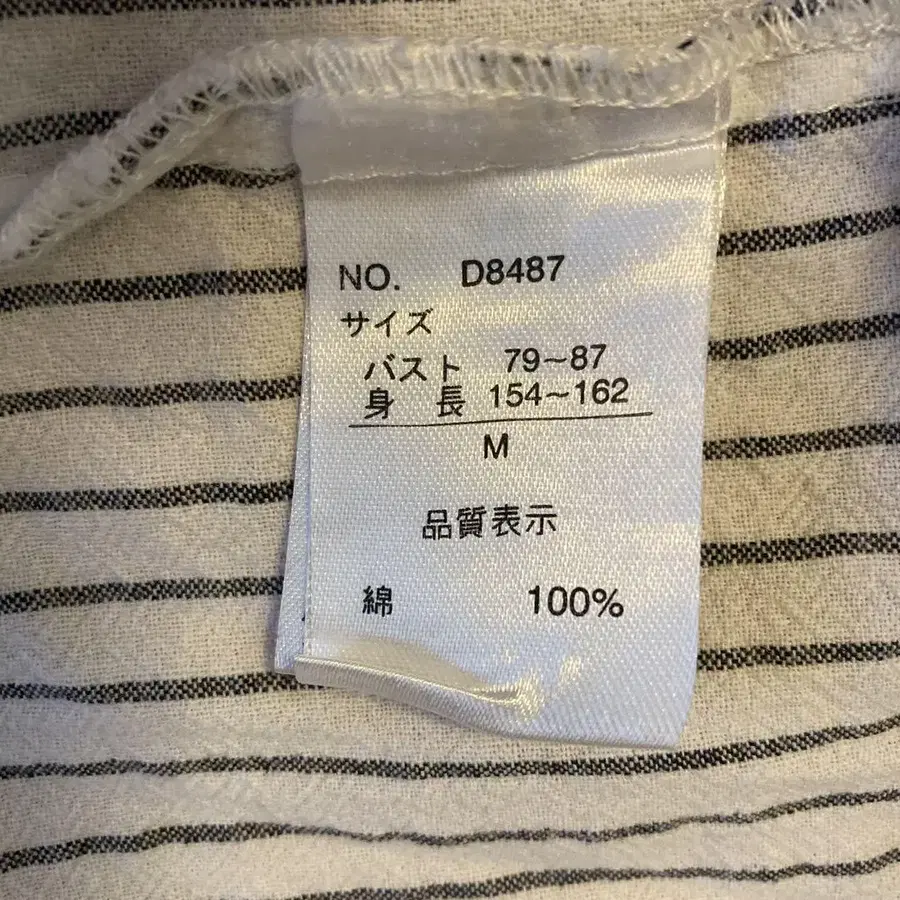 NO. D8487
サイズ
バスト 79~87
身 長 154~162
M
品質表示
綿 100%